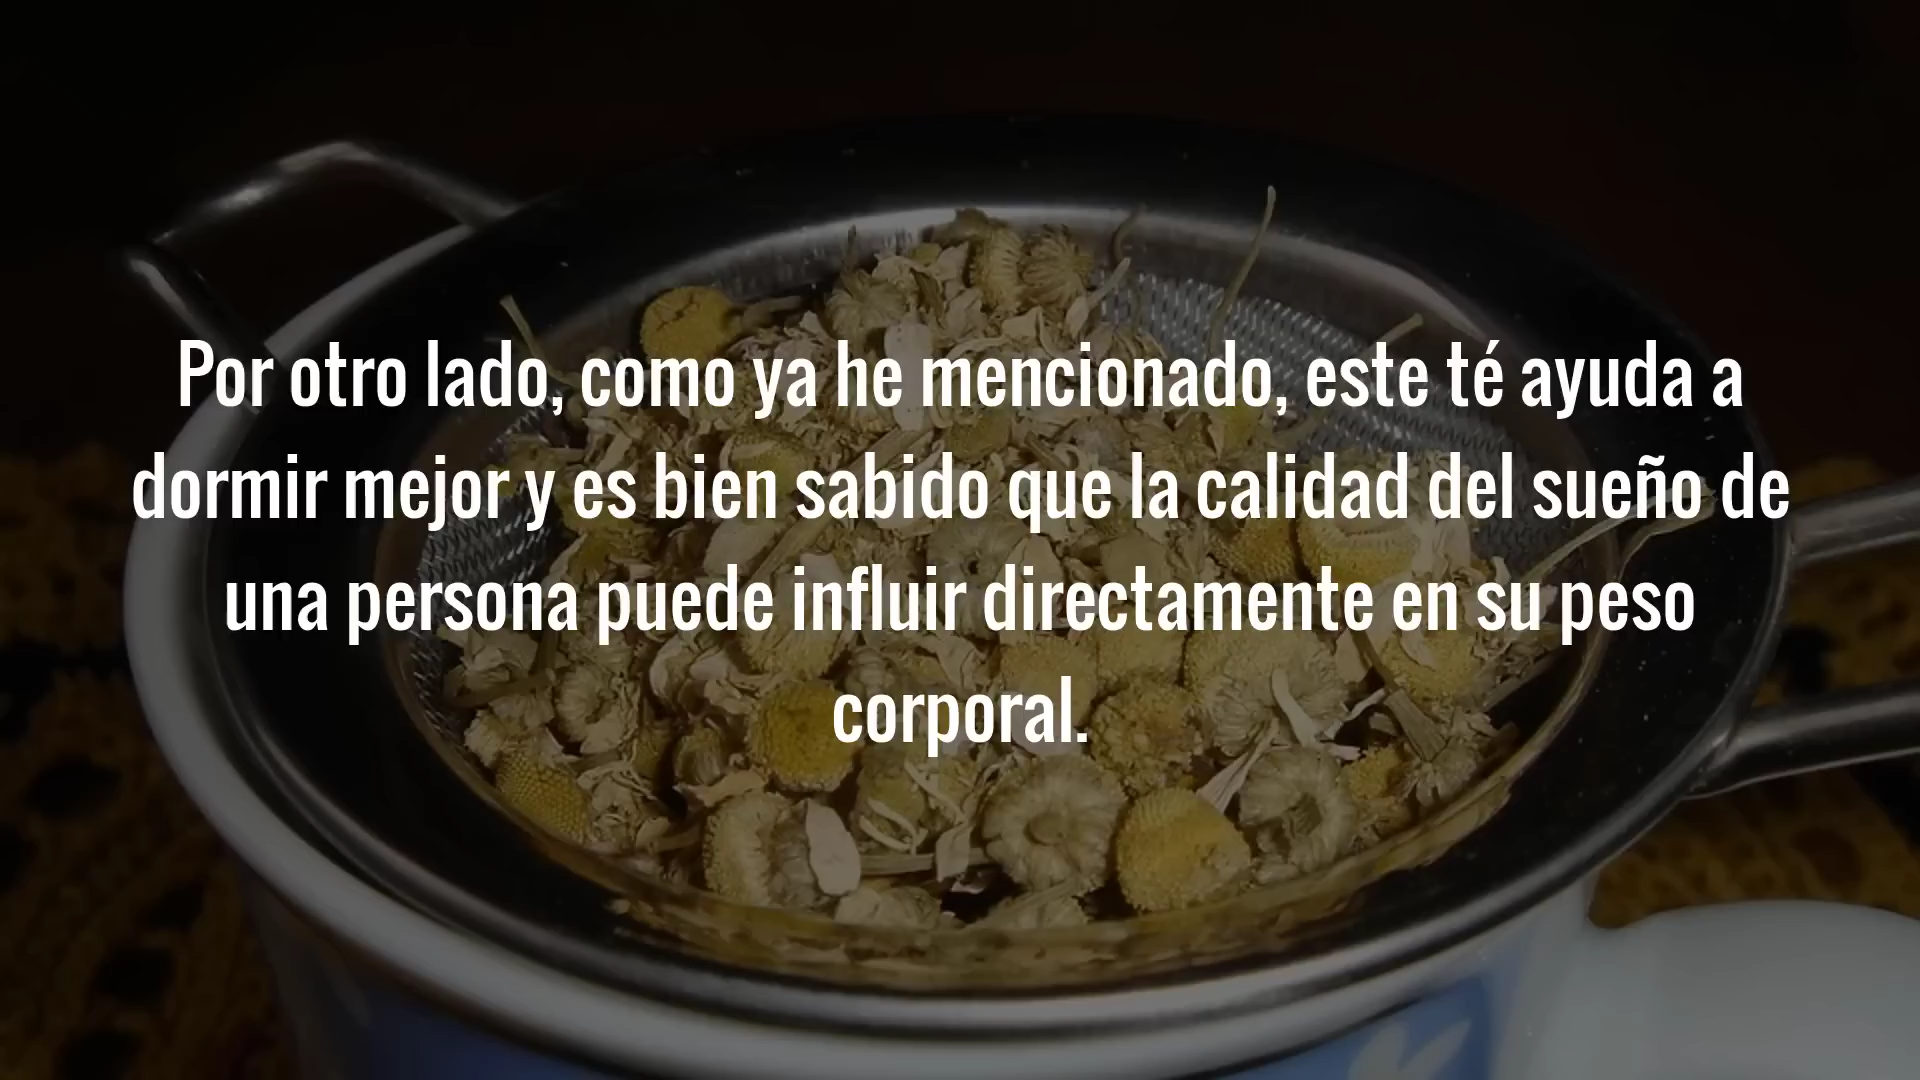 Por otro lado, como ya he mencionado, este té ayuda a
dormir mejor y es bien sabido que la calidad del sueño de
una persona puede influir directamente en su peso
corporal.